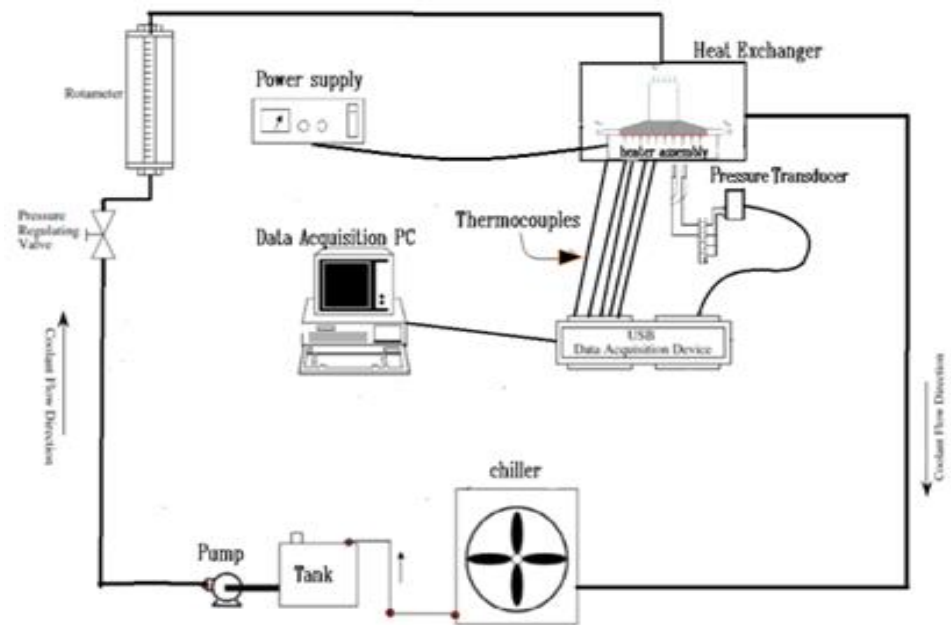 Heat Exchanger
Power supply
Rotameter
heater assembly
Pressure Transducer
Pressure
Regulating
Valve
Thermocouples
Data Acquisition PC
USB
Data Acquisition Device
Coolant Flow Direction
Coolant Flow Direction
chiller
Pump
Tank